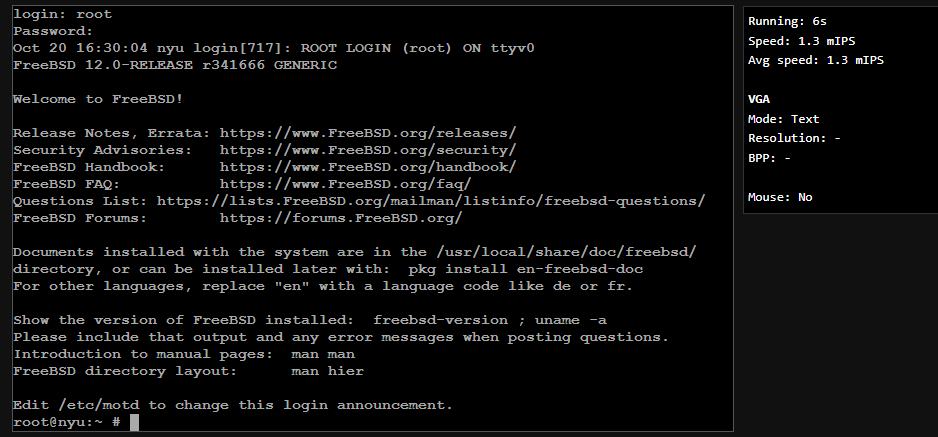 login: root
Password:
Oct 20 16:30:04 nyu login[717]: ROOT LOGIN (root) ON ttyv0
FreeBSD 12.0-RELEASE r341666 GENERIC
Welcome to FreeBSD!
Release Notes, Errata: https://www.FreeBSD.org/releases/
Security Advisories:   https://www.FreeBSD.org/security/
FreeBSD Handbook:      https://www.FreeBSD.org/handbook/
FreeBSD FAQ:           https://www.FreeBSD.org/faq/
Questions List: https://lists.FreeBSD.org/mailman/listinfo/freebsd-questions/
FreeBSD Forums:        https://forums.FreeBSD.org/
Documents installed with the system are in the /usr/local/share/doc/freebsd/
directory, or can be installed later with:  pkg install en-freebsd-doc
For other languages, replace "en" with a language code like de or fr.
Show the version of FreeBSD installed:  freebsd-version ; uname -a
Please include that output and any error messages when posting questions.
Introduction to manual pages:  man man
FreeBSD directory layout:      man hier
Edit /etc/motd to change this login announcement.
root@nyu:~ #
Running: 6s
Speed: 1.3 mIPS
Avg speed: 1.3 mIPS
VGA
Mode: Text
Resolution: -
BPP: -
Mouse: No